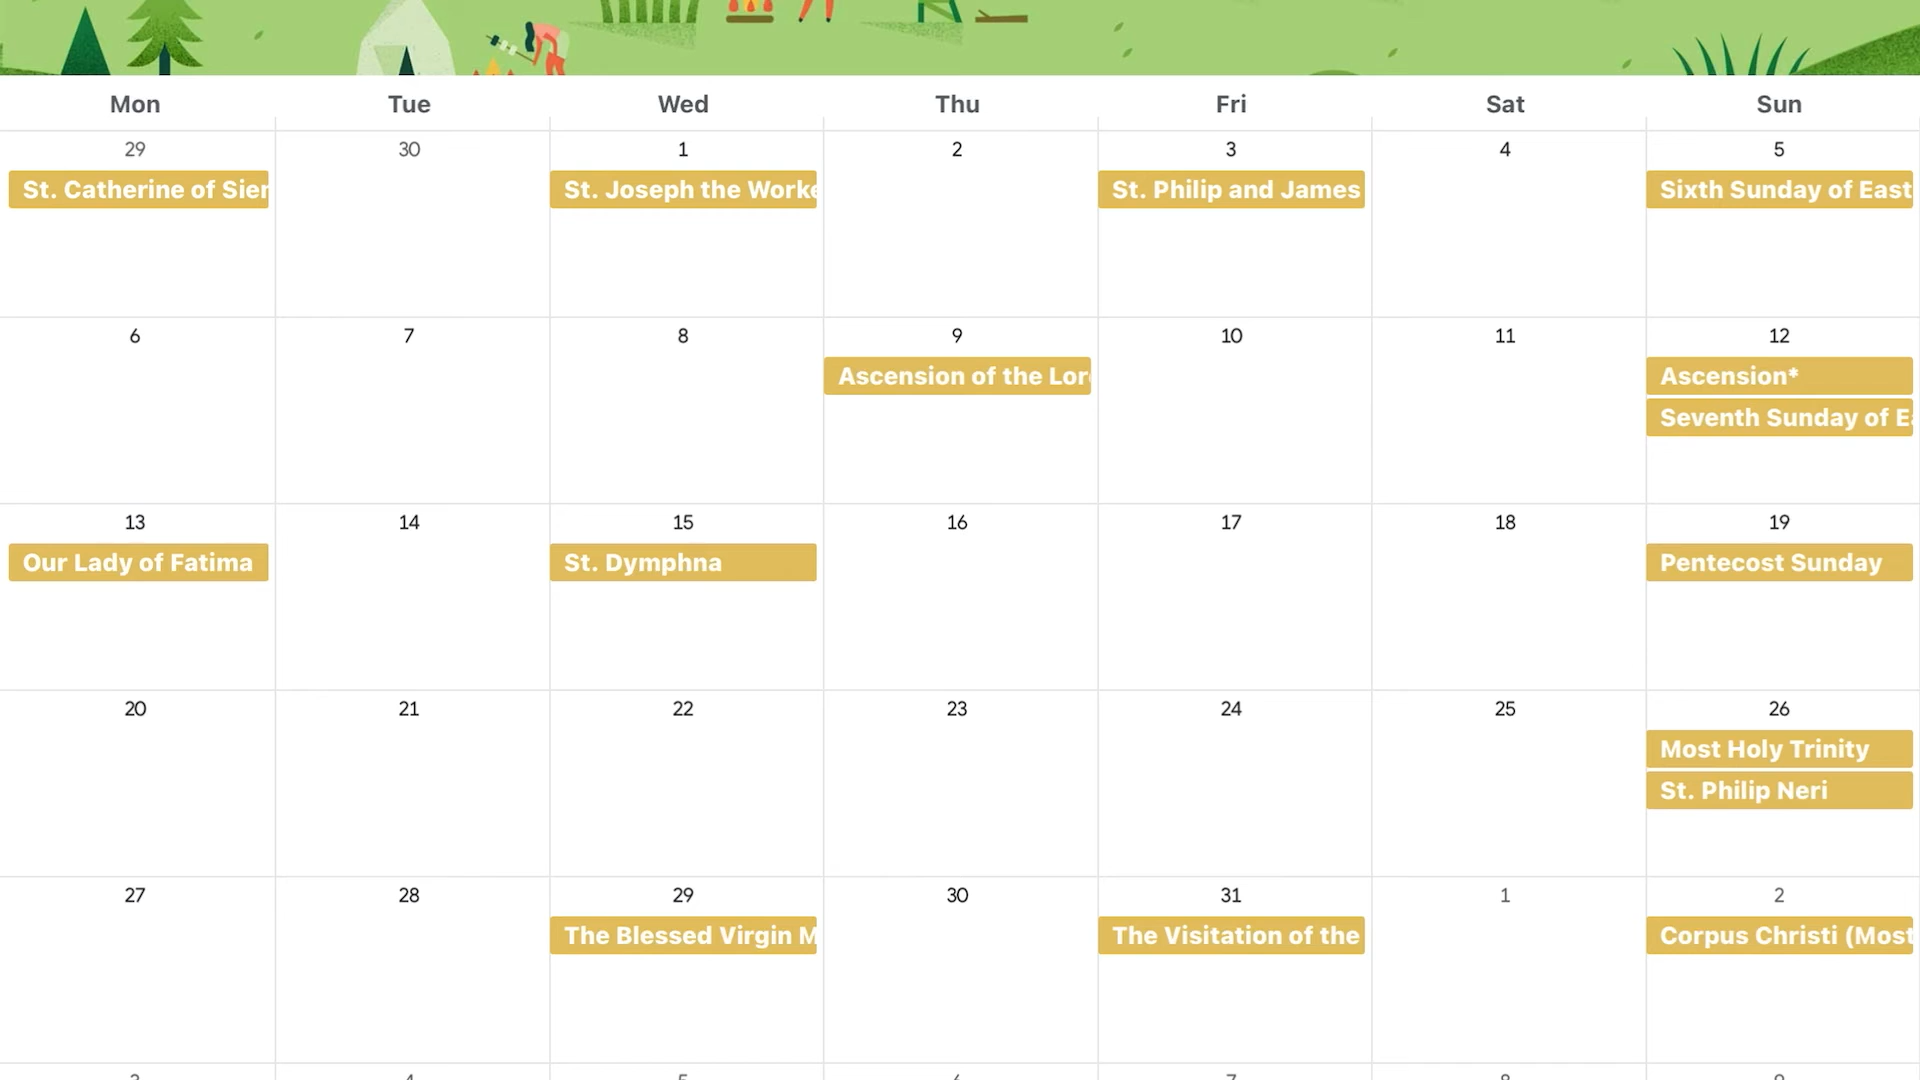 Mon Tue Wed Thu Fri Sat Sun
29 30 1 2 3 4 5
St. Catherine of St. Joseph the St. Philip and James Sixth Sunday of
6 7 8 9 10 11 12
Ascension of the Ascension*
Seventh Sunday of
13 14 15 16 17 18 19
Our Lady of Fatima St. Dymphna Pentecost Sunday
20 21 22 23 24 25 26
Most Holy Trinity
St. Philip Neri
27 28 29 30 31 1 2
The Blessed Virgin The Visitation of the Corpus Christi (Most